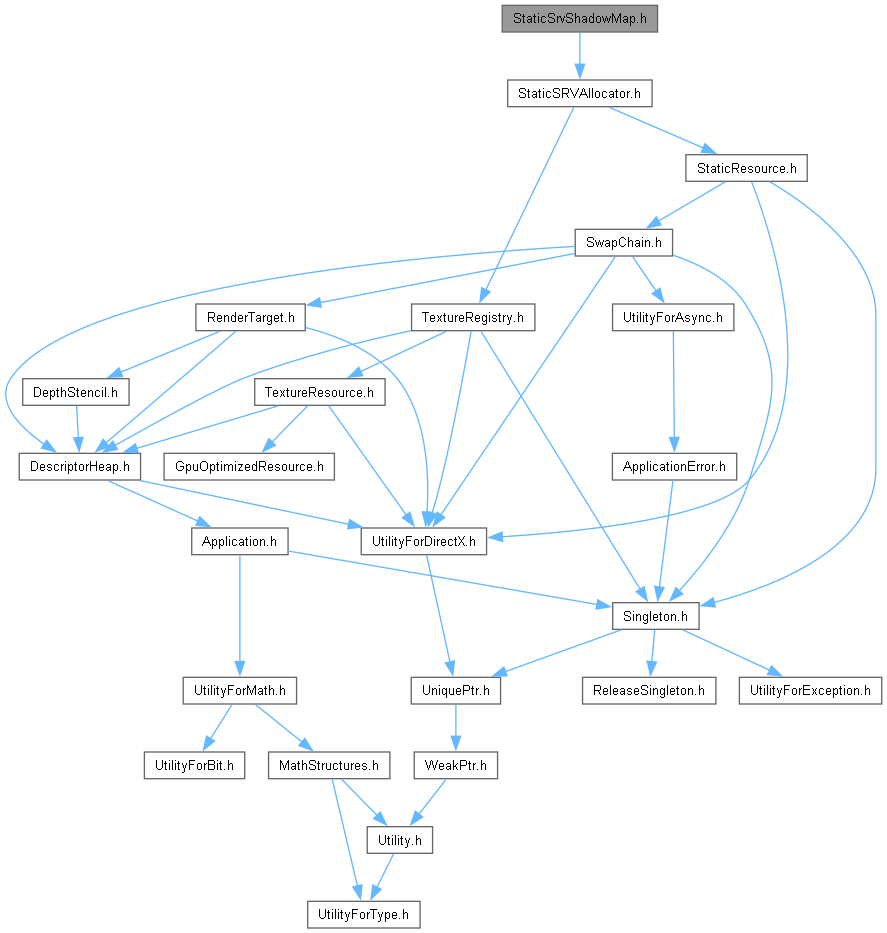 StaticSrvShadowMap.h
StaticSRVAllocator.h
StaticResource.h
SwapChain.h
RenderTarget.h
TextureRegistry.h
UtilityForAsync.h
DepthStencil.h
TextureResource.h
DescriptorHeap.h
GpuOptimizedResource.h
ApplicationError.h
Application.h
UtilityForDirectX.h
Singleton.h
UtilityForMath.h
UniquePtr.h
ReleaseSingleton.h
UtilityForException.h
UtilityForBit.h
MathStructures.h
WeakPtr.h
Utility.h
UtilityForType.h